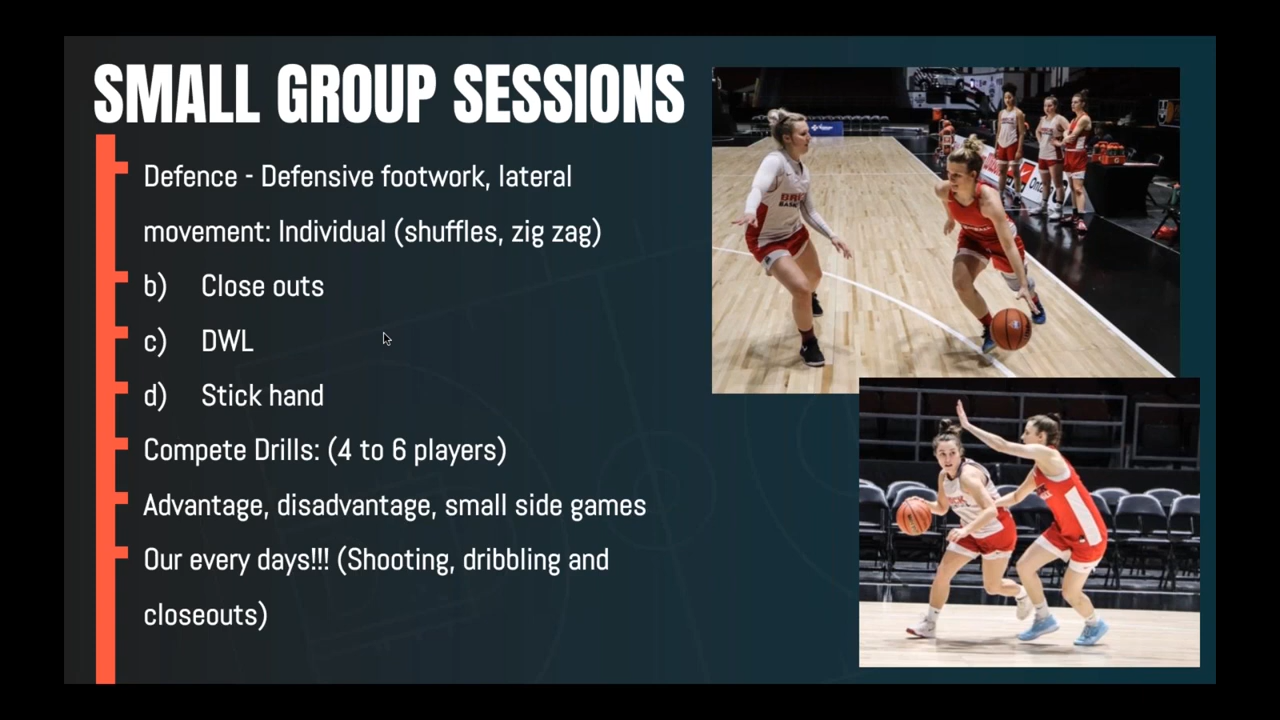 SMALL GROUP SESSIONS
Defence - Defensive footwork, lateral
movement: Individual (shuffles, zig zag)
b) Close outs
c) DWL
d) Stick hand
Compete Drills: (4 to 6 players)
Advantage, disadvantage, small side games
Our every days!!! (Shooting, dribbling and
closeouts)